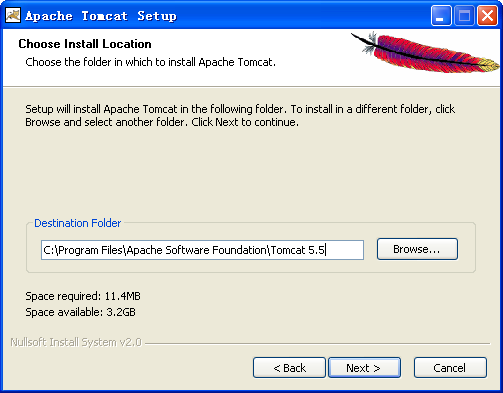 Apache Tomcat Setup
Choose Install Location
Choose the folder in which to install Apache Tomcat.
Setup will install Apache Tomcat in the following folder. To install in a different folder, click
Browse and select another folder. Click Next to continue.
Destination Folder
C:\Program Files\Apache Software Foundation\Tomcat 5.5
Browse...
Space required: 11.4MB
Space available: 3.2GB
Nullsoft Install System v2.0
< Back
Next >
Cancel